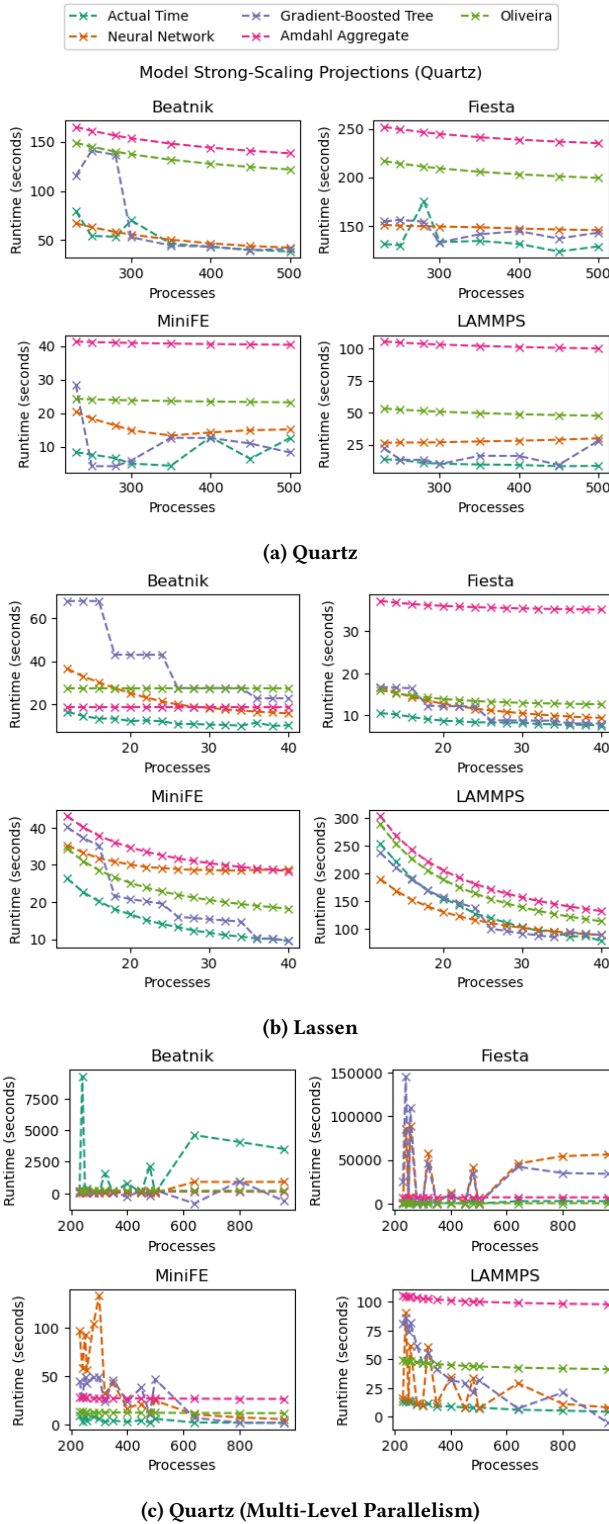 Actual Time Gradient-Boosted Tree Oliveira
Neural Network Amdahl Aggregate
Model Strong-Scaling Projections (Quartz)
Beatnik Fiesta
Runtime (seconds) 150 100 50 Runtime (seconds) 250 200 150
300 400 500 300 400 500
Processes Processes
MiniFE LAMMPS
Runtime (seconds) 40 30 20 10 Runtime (seconds) 100 75 50 25
300 400 500 300 400 500
Processes Processes
(a) Quartz
Beatnik Fiesta
Runtime (seconds) 60 40 20 Runtime (seconds) 30 20 10
20 30 40 20 30 40
Processes Processes
MiniFE LAMMPS
Runtime (seconds) 40 30 20 10 Runtime (seconds) 300 250 200 150 100
20 30 40 20 30 40
Processes Processes
(b) Lassen
Beatnik Fiesta
Runtime (seconds) 7500 5000 2500 0 Runtime (seconds) 150000 100000 50000 0
200 400 600 800 200 400 600 800
Processes Processes
MiniFE LAMMPS
Runtime (seconds) 100 50 0 Runtime (seconds) 100 75 50 25 0
200 400 600 800 200 400 600 800
Processes Processes
(c) Quartz (Multi-Level Parallelism)